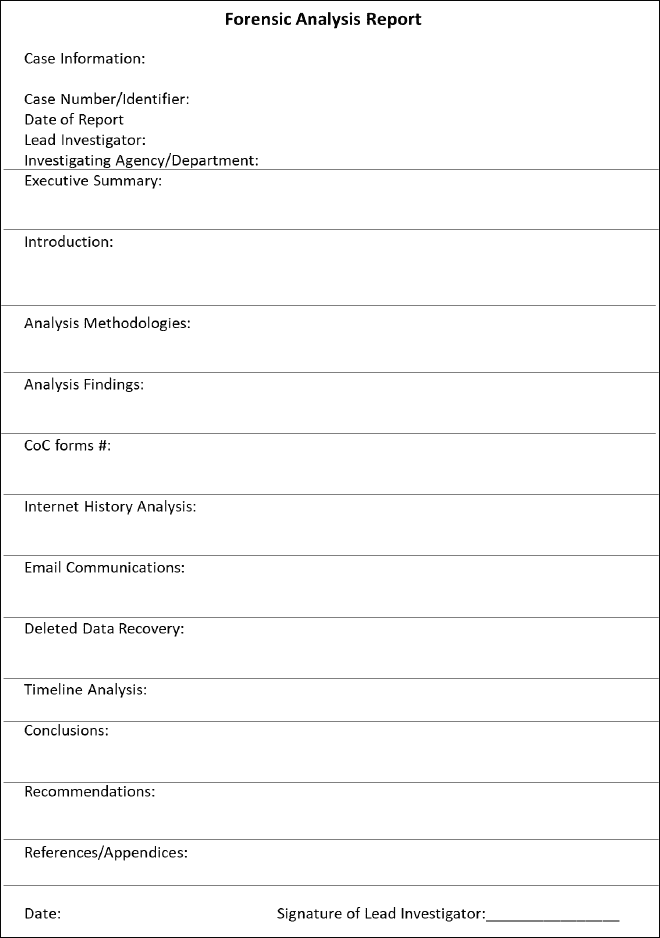 Forensic Analysis Report
Case Information:
Case Number/Identifier:
Date of Report
Lead Investigator:
Investigating Agency/Department:
Executive Summary:
Introduction:
Analysis Methodologies:
Analysis Findings:
CoC forms #:
Internet History Analysis:
Email Communications:
Deleted Data Recovery:
Timeline Analysis:
Conclusions:
Recommendations:
References/Appendices:
Date: Signature of Lead Investigator:________________